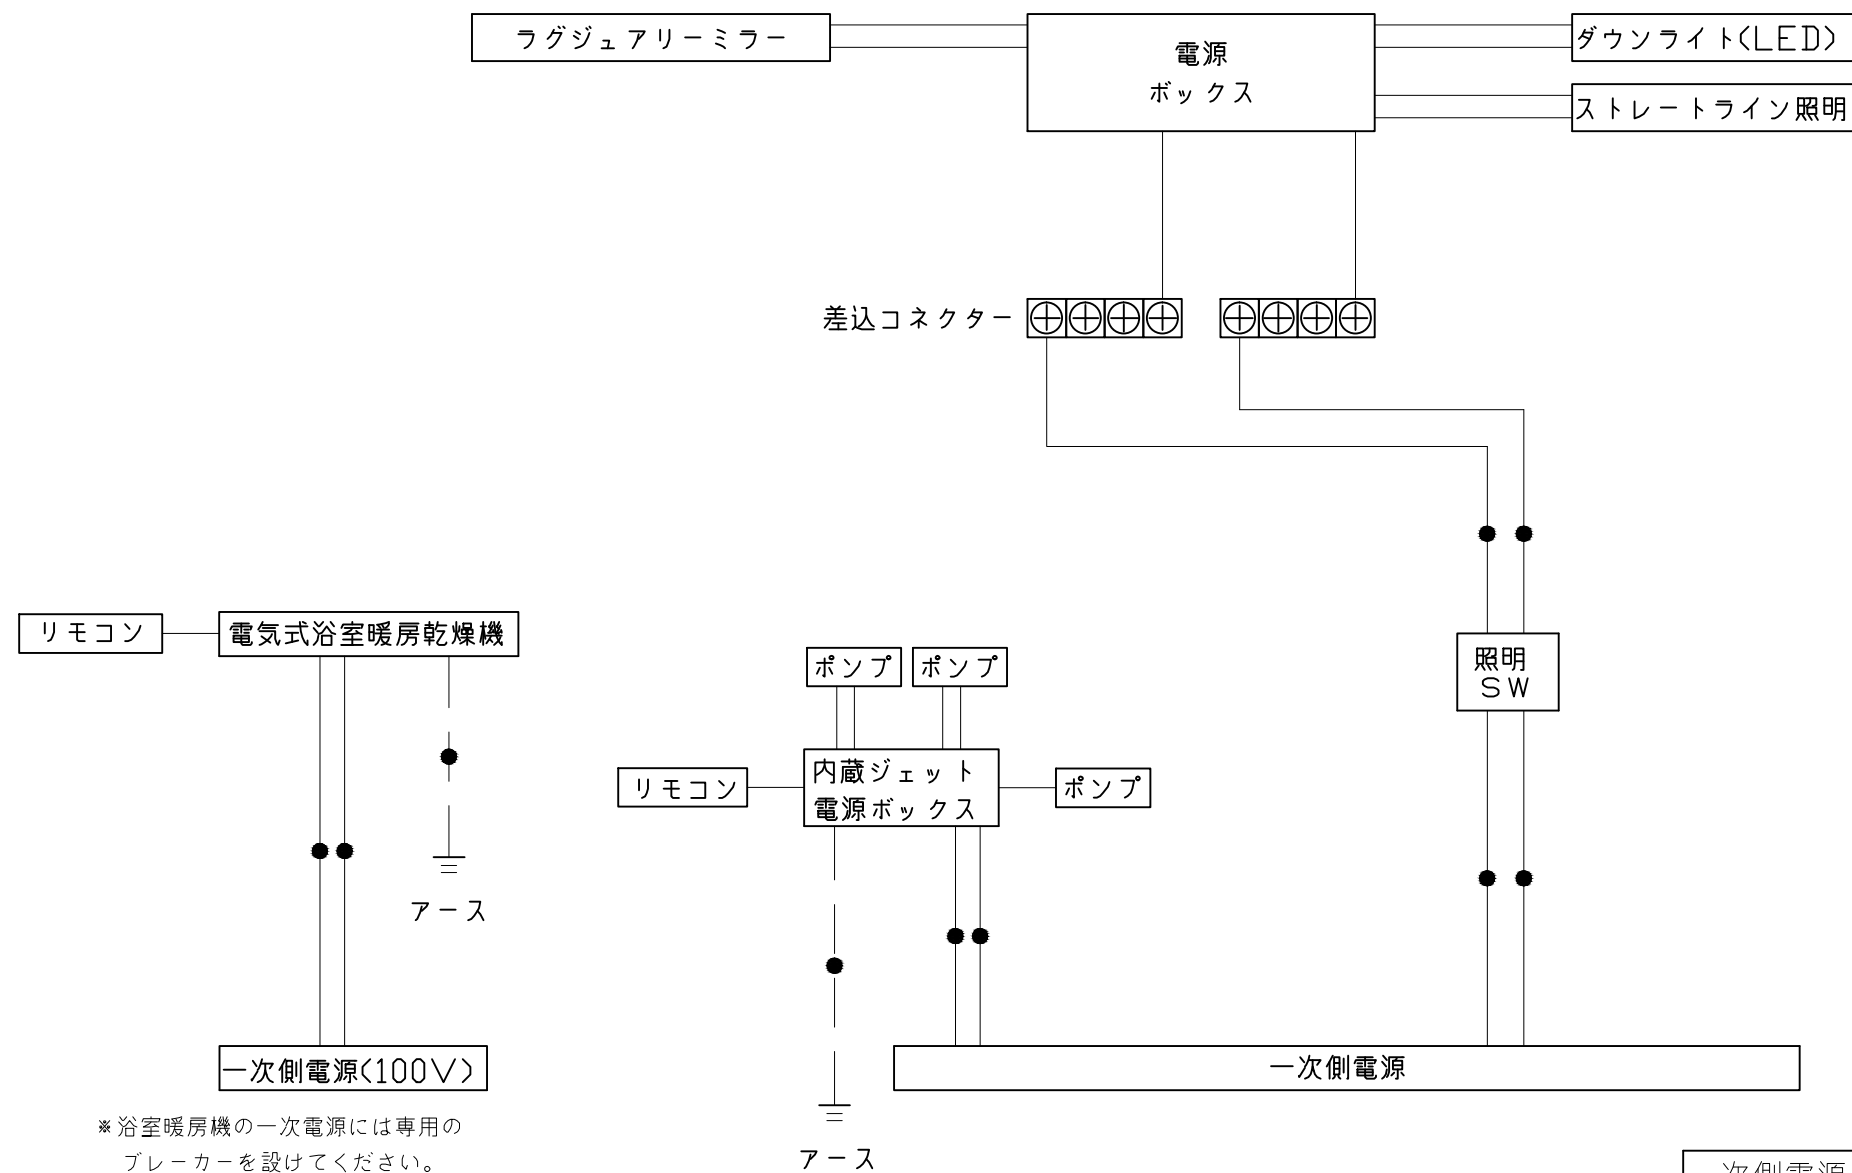 ラグジュアリーミラー
電源
ボックス
ダウンライト(LED)
ストレートライン照明
差込コネクター
リモコン
電気式浴室暖房乾燥機
ポンプ
ポンプ
照明
SW
内蔵ジェット
電源ボックス
リモコン
ポンプ
アース
一次側電源(100V)
一次側電源
※浴室暖房機の一次電源には専用の
ブレーカーを設けてください。
アース